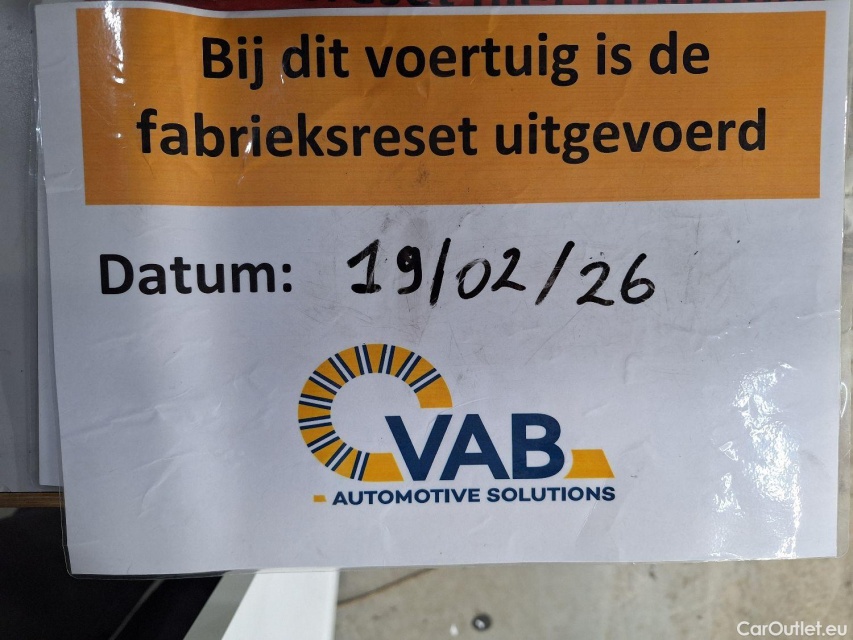 Bij dit voertuig is de
fabrieksreset uitgevoerd
Datum: 19/02/26
VAB
AUTOMOTIVE SOLUTIONS
CarOutlet.eu